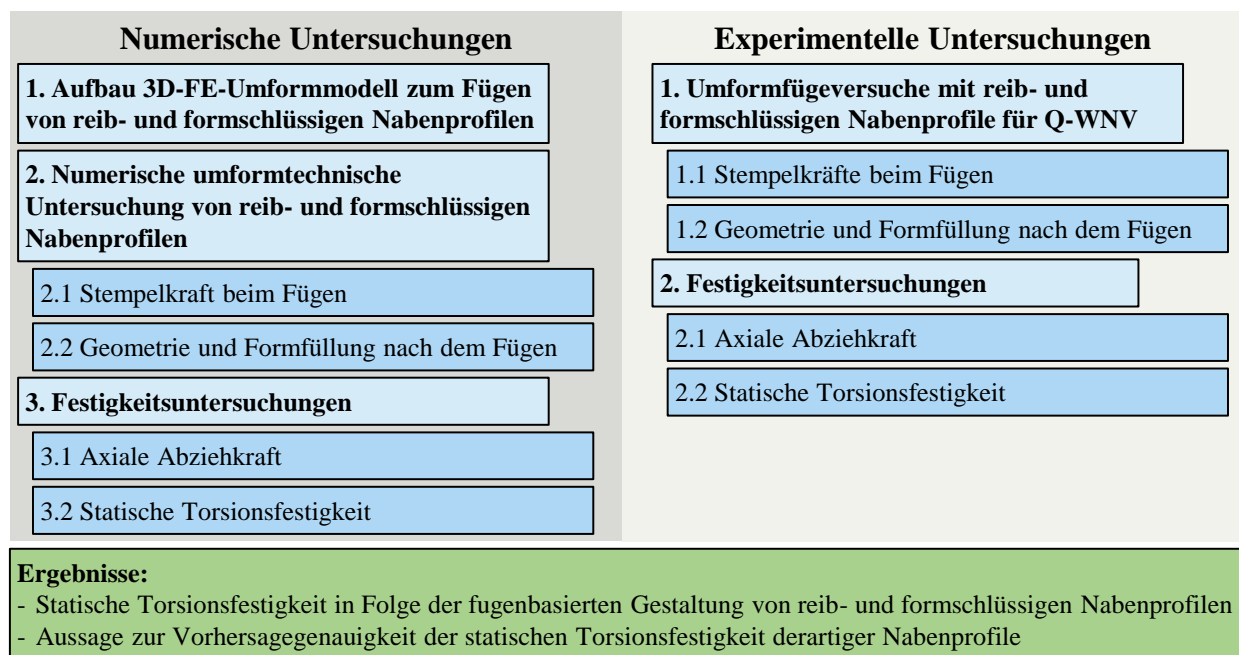 Numerische Untersuchungen
1. Aufbau 3D-FE-Umformmodell zum Fügen
von reib- und formschlüssigen Nabenprofilen
2. Numerische umformtechnische
Untersuchung von reib- und formschlüssigen
Nabenprofilen
2.1 Stempelkraft beim Fügen
2.2 Geometrie und Formfüllung nach dem Fügen
3. Festigkeitsuntersuchungen
3.1 Axiale Abziehkraft
3.2 Statische Torsionsfestigkeit
Experimentelle Untersuchungen
1. Umformfügeversuche mit reib- und
formschlüssigen Nabenprofile für Q-WNV
1.1 Stempelkräfte beim Fügen
1.2 Geometrie und Formfüllung nach dem Fügen
2. Festigkeitsuntersuchungen
2.1 Axiale Abziehkraft
2.2 Statische Torsionsfestigkeit
Ergebnisse:
- Statische Torsionsfestigkeit in Folge der fugenbasierten Gestaltung von reib- und formschlüssigen Nabenprofilen
- Aussage zur Vorhersagegenauigkeit der statischen Torsionsfestigkeit derartiger Nabenprofile